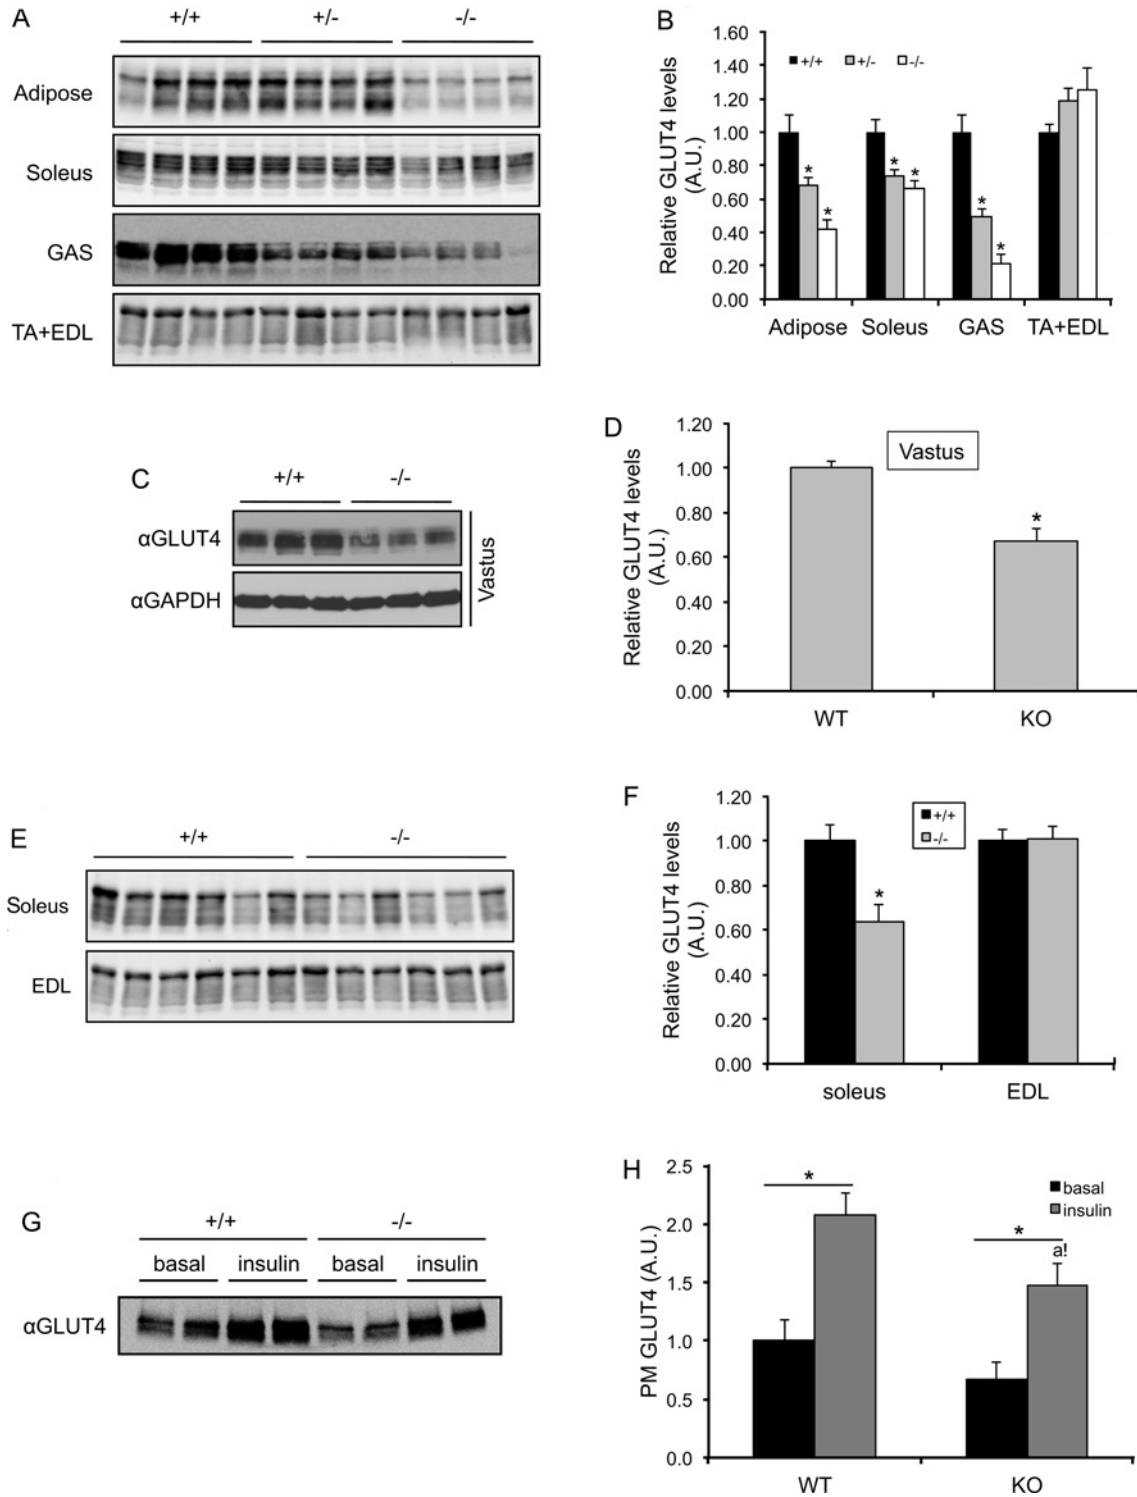 A
+/+ +/- -/-
Adipose
Soleus
GAS
TA+EDL
B
Relative GLUT4 levels
(A.U.)
1.60
1.40
1.20
1.00
0.80
0.60
0.40
0.20
0.00
+/+ +/- -/-
* * * * * *
Adipose Soleus GAS TA+EDL
C
+/+ -/-
αGLUT4
αGAPDH
Vastus
D
Relative GLUT4 levels
(A.U.)
1.20
1.00
0.80
0.60
0.40
0.20
0.00
Vastus
*
WT KO
E
+/+ -/-
Soleus
EDL
F
Relative GLUT4 levels
(A.U.)
1.20
1.00
0.80
0.60
0.40
0.20
0.00
+/+
-/-
*
soleus EDL
G
+/+ -/-
basal insulin basal insulin
αGLUT4
H
PM GLUT4 (A.U.)
2.5
2.0
1.5
1.0
0.5
0.0
basal
insulin
* *
a!
WT KO